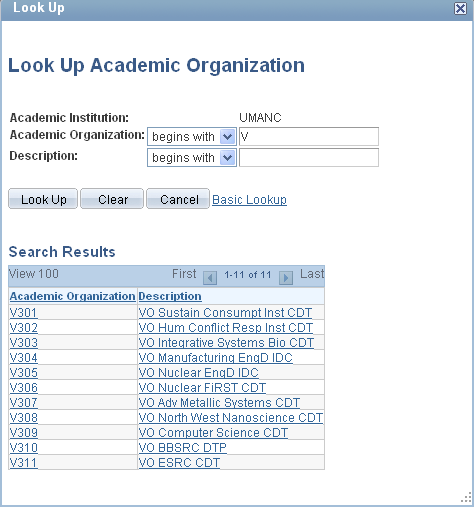 Look Up
Look Up Academic Organization
Academic Institution: UMANC
Academic Organization: begins with V
Description: begins with
Look Up Clear Cancel Basic Lookup
Search Results
View 100 First 1-11 of 11 Last
Academic Organization Description
V301 VO Sustain Consumpt Inst CDT
V302 VO Hum Conflict Resp Inst CDT
V303 VO Integrative Systems Bio CDT
V304 VO Manufacturing EngD IDC
V305 VO Nuclear EngD IDC
V306 VO Nuclear FiRST CDT
V307 VO Adv Metallic Systems CDT
V308 VO North West Nanoscience CDT
V309 VO Computer Science CDT
V310 VO BBSRC DTP
V311 VO ESRC CDT